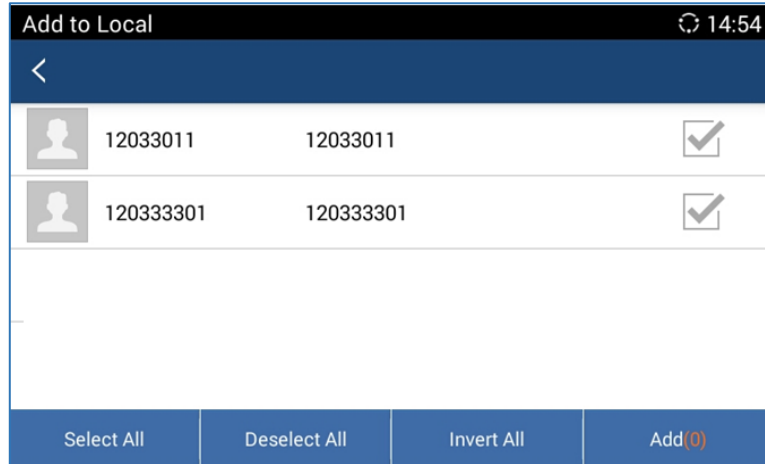 Add to Local 14:54
12033011 12033011
120333301 120333301
Select All Deselect All Invert All Add(0)